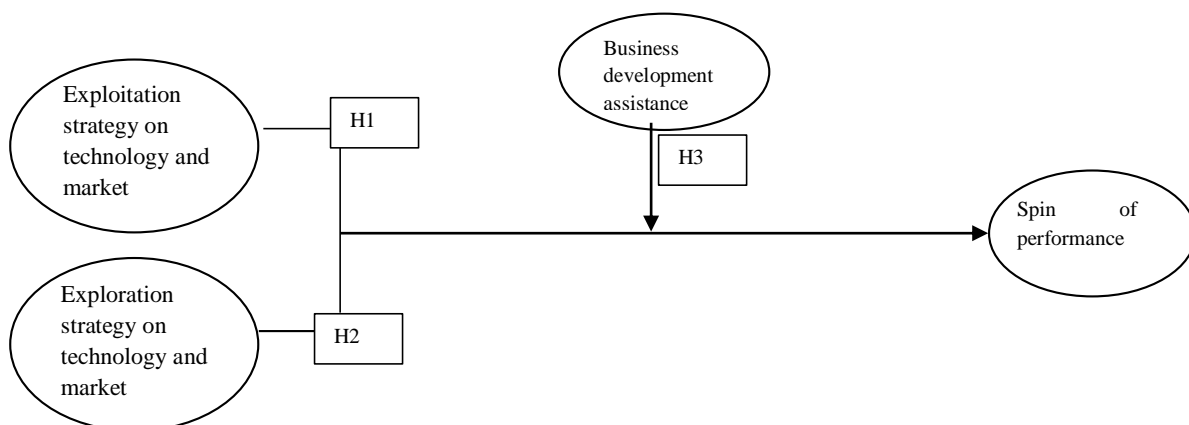 Business
development
assistance
Exploitation
strategy on
technology and
market
H1
H3
Spin of
performance
Exploration
strategy on
technology and
market
H2